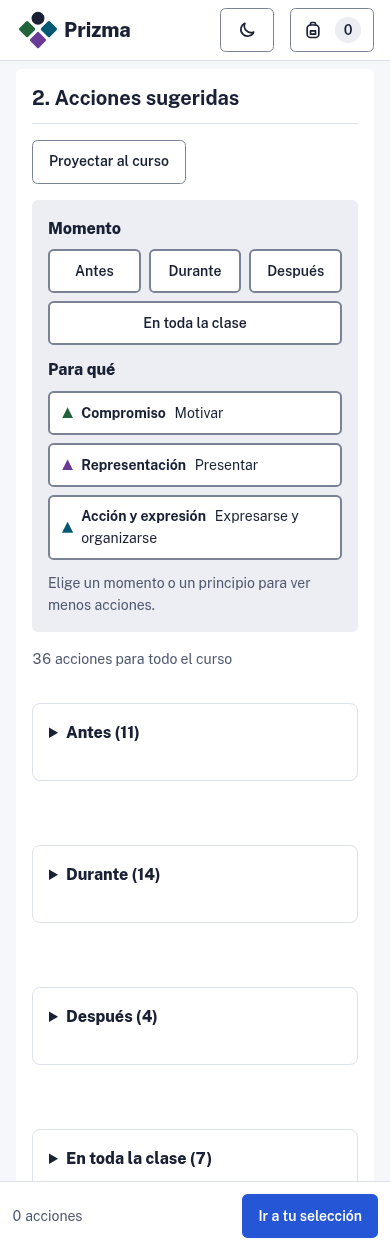 Prizma
0
2. Acciones sugeridas
Proyectar al curso
Momento
Antes
Durante
Después
En toda la clase
Para qué
Compromiso Motivar
Representación Presentar
Acción y expresión Expresarse y
organizarse
Elige un momento o un principio para ver
menos acciones.
36 acciones para todo el curso
Antes (11)
Durante (14)
Después (4)
En toda la clase (7)
0 acciones
Ir a tu selección